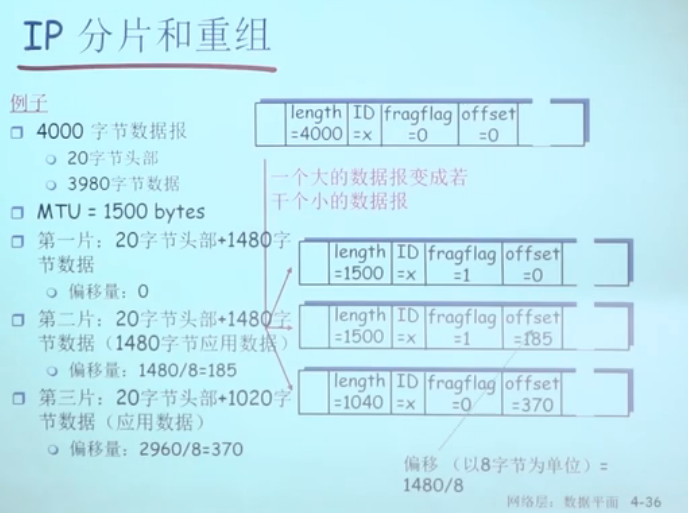 IP 分片和重组
例子
4000 字节数据报
20字节头部
3980字节数据
MTU = 1500 bytes
第一片：20字节头部+1480字
节数据
偏移量：0
第二片：20字节头部+1480字
节数据（1480字节应用数据）
偏移量：1480/8=185
第三片：20字节头部+1020字
节数据（应用数据）
偏移量：2960/8=370
length ID fragflag offset
=4000 =x =0 =0
一个大的数据报变成若
干个小的数据报
length ID fragflag offset
=1500 =x =1 =0
length ID fragflag offset
=1500 =x =1 =185
length ID fragflag offset
=1040 =x =0 =370
偏移 （以8字节为单位）=
1480/8
网络层：数据平面 4-36